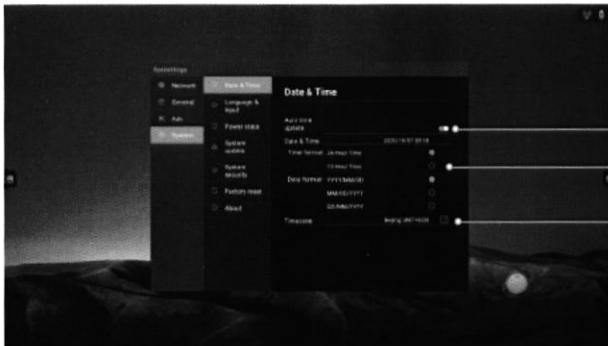 Network
General
Adv
System
Date & Time
Language &
input
Power state
System
update
System
security
Factory reset
About
Date & Time
Auto time
update
Date & Time
Time format 24-Hour Time
12-Hour Time
Date format YYYY/MM/DD
MM/DD/YYYY
DD/MM/YYYY
Timezone